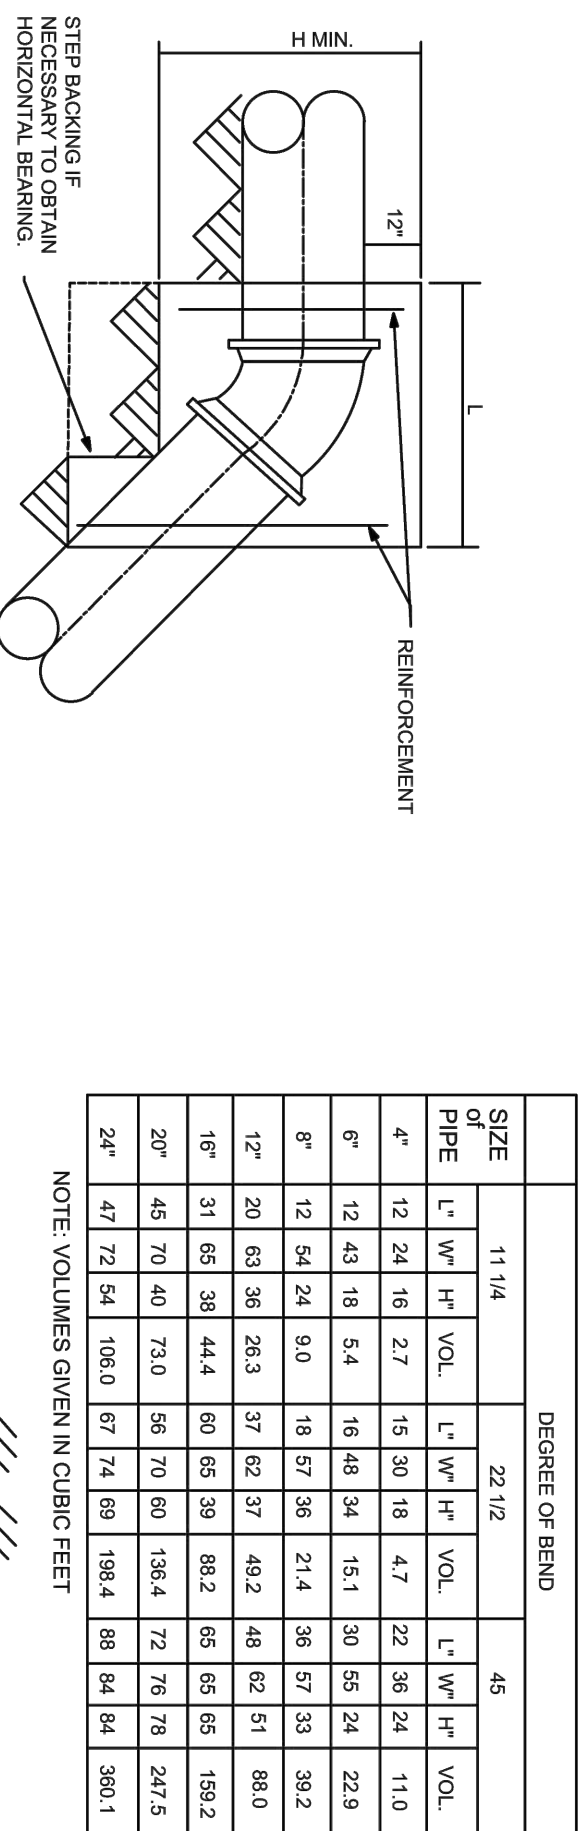 H MIN.
12"
L
REINFORCEMENT
STEP BACKING IF
NECESSARY TO OBTAIN
HORIZONTAL BEARING.
DEGREE OF BEND
SIZE of PIPE 11 1/4 22 1/2 45
L" W" H" VOL. L" W" H" VOL. L" W" H" VOL.
4" 12 24 16 2.7 15 30 18 4.7 22 36 24 11.0
6" 12 43 18 5.4 16 48 34 15.1 30 55 24 22.9
8" 12 54 24 9.0 18 57 36 21.4 36 57 33 39.2
12" 20 63 36 26.3 37 62 37 49.2 48 62 51 88.0
16" 31 65 38 44.4 60 65 39 88.2 65 65 65 159.2
20" 45 70 40 73.0 56 70 60 136.4 72 76 78 247.5
24" 47 72 54 106.0 67 74 69 198.4 88 84 84 360.1
NOTE: VOLUMES GIVEN IN CUBIC FEET